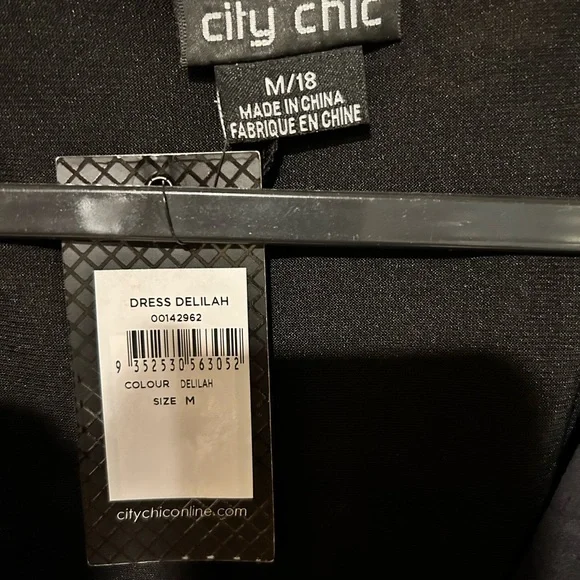 city chic
M/18
MADE IN CHINA
FABRIQUE EN CHINE
DRESS DELILAH
00142962
9 352530 563052
COLOUR DELILAH
SIZE M
citychiconline.com